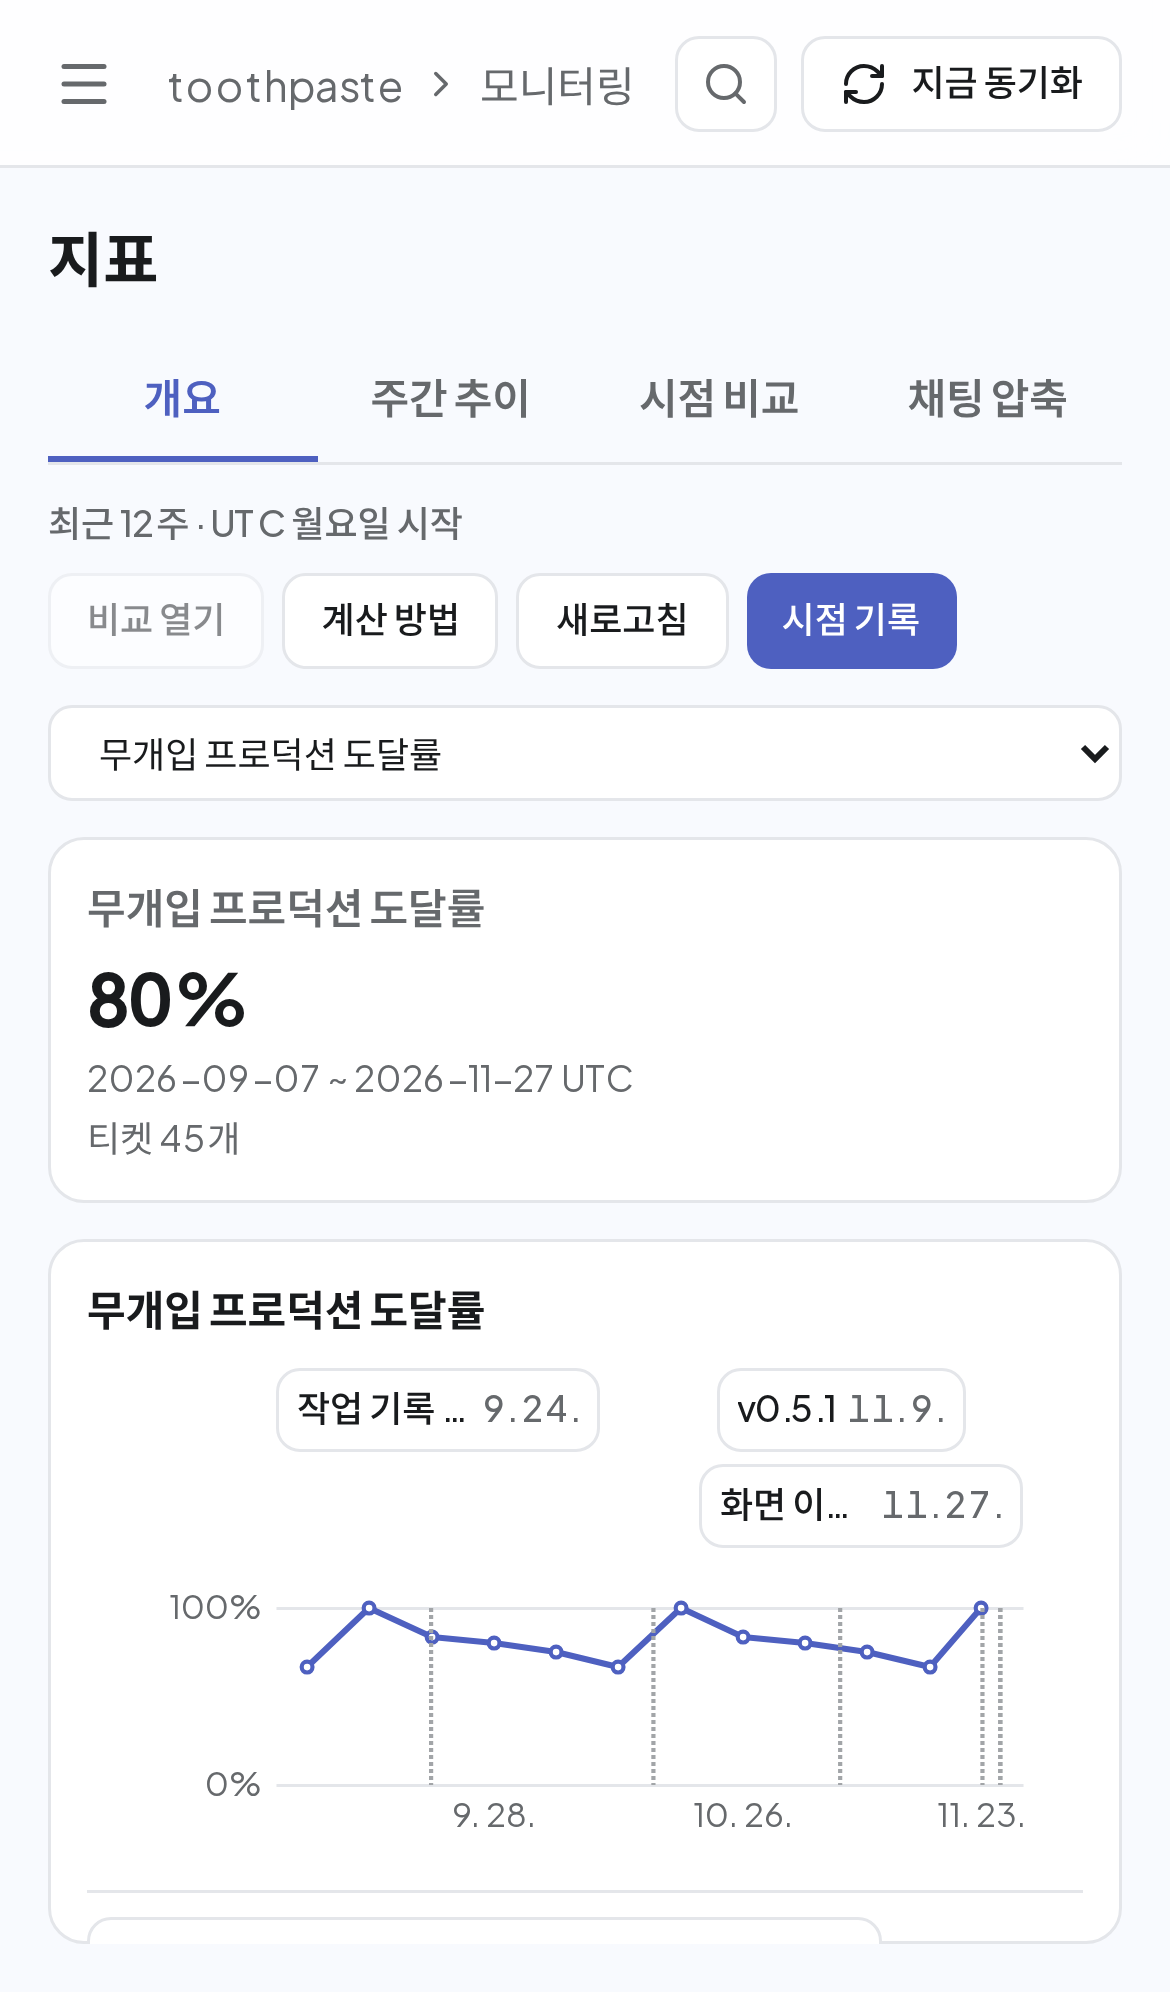 toothpaste > 모니터링 지금 동기화
지표
개요 주간 추이 시점 비교 채팅 압축
최근 12주 · UTC 월요일 시작
비교 열기 계산 방법 새로고침 시점 기록
무개입 프로덕션 도달률
무개입 프로덕션 도달률
80%
2026-09-07 ~ 2026-11-27 UTC
티켓 45개
무개입 프로덕션 도달률
작업 기록 … 9.24. v0.5.1 11.9.
화면 이… 11.27.
100%
0%
9. 28. 10. 26. 11. 23.